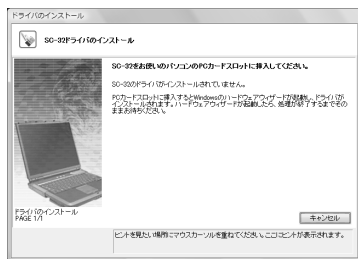 ドライバのインストール
SC-32ドライバのインストール
SC-32をお使いのパソコンのPCカードスロットに挿入してください。
SC-32のドライバがインストールされていません。
PCカードスロットに挿入するとWindowsのハードウェアウィザードが起動し、ドライバが
インストールされます。ハードウェアウィザードが起動したら、処理が終了するまでその
ままお待ちください。
ドライバのインストール
PAGE 1/1
キャンセル
ヒントを見たい場所にマウスカーソルを重ねてください。ここにヒントが表示されます。